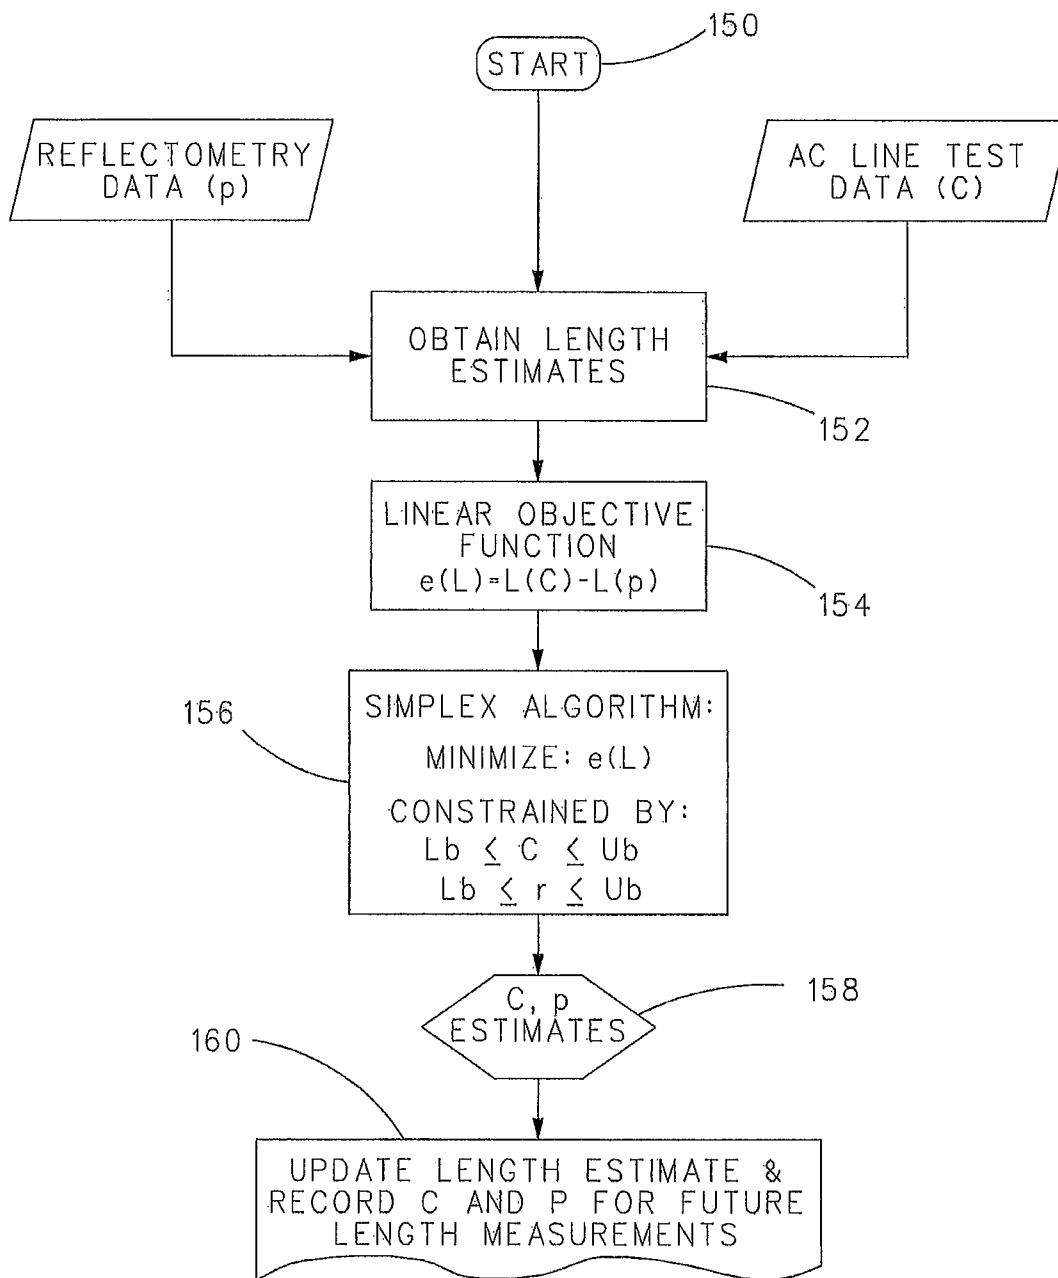 150
START
REFLECTOMETRY
DATA (p)
AC LINE TEST
DATA (C)
OBTAIN LENGTH
ESTIMATES
152
LINEAR OBJECTIVE
FUNCTION
e(L)=L(C)-L(p)
154
156
SIMPLEX ALGORITHM:
MINIMIZE: e(L)
CONSTRAINED BY:
Lb ≤ C ≤ Ub
Lb ≤ r ≤ Ub
C, p
ESTIMATES
158
160
UPDATE LENGTH ESTIMATE &
RECORD C AND P FOR FUTURE
LENGTH MEASUREMENTS